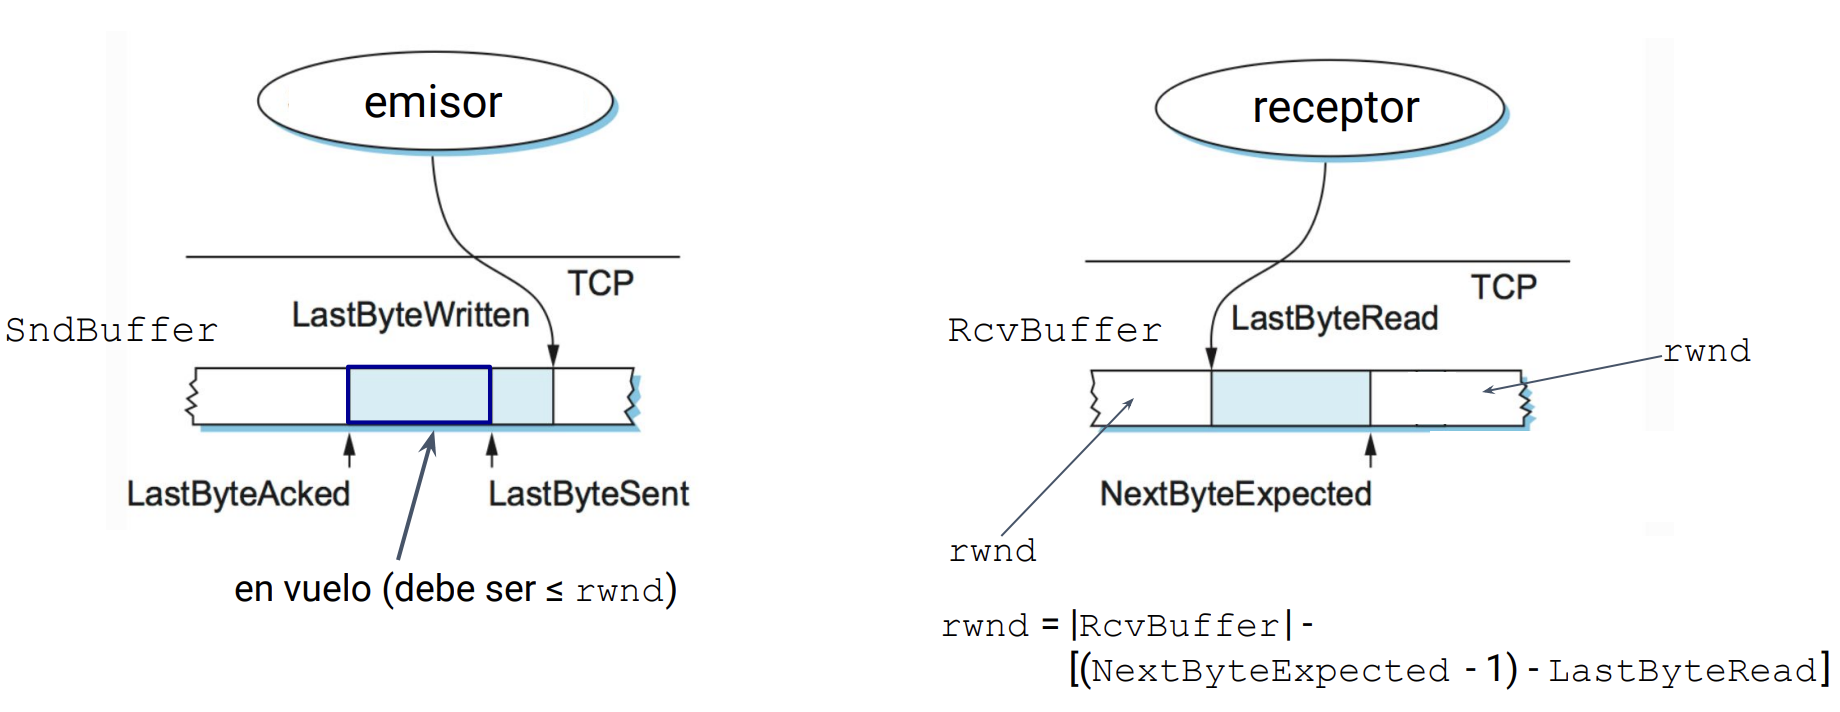 emisor
TCP
LastByteWritten
SndBuffer
LastByteAcked
LastByteSent
en vuelo (debe ser ≤ rwnd)
receptor
TCP
LastByteRead
RcvBuffer
rwnd
NextByteExpected
rwnd
rwnd = |RcvBuffer| -
[(NextByteExpected - 1) - LastByteRead]